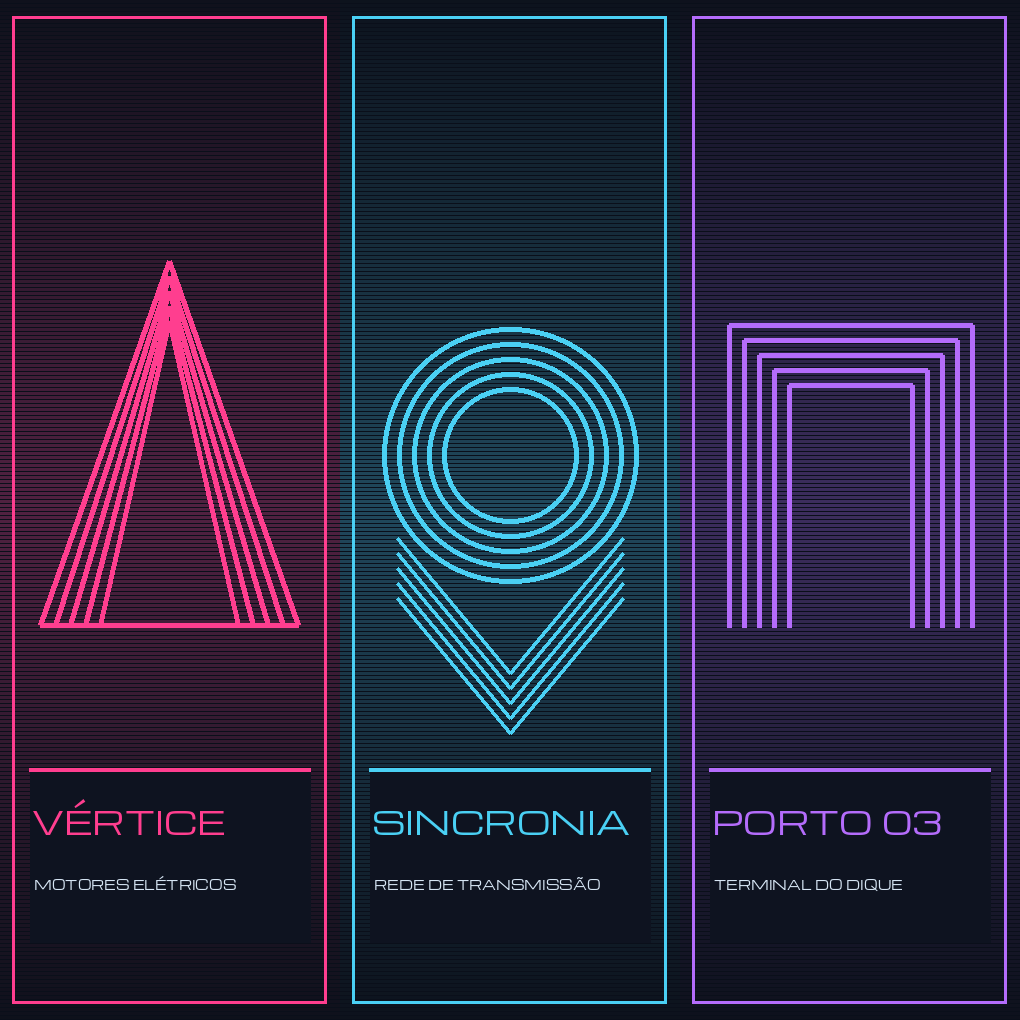 VÉRTICE
MOTORES ELÉTRICOS
SINCRONIA
REDE DE TRANSMISSÃO
PORTO 03
TERMINAL DO DIQUE